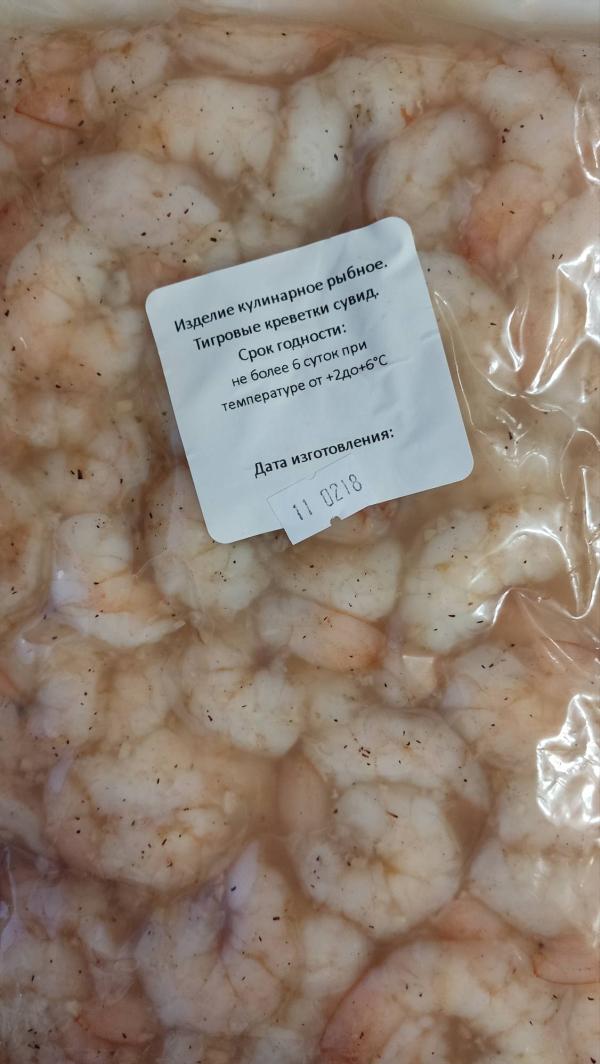 Изделие кулинарное рыбное.
Тигровые креветки сувид.
Срок годности:
не более 6 суток при
температуре от +2до+6°C
Дата изготовления:
11 0218